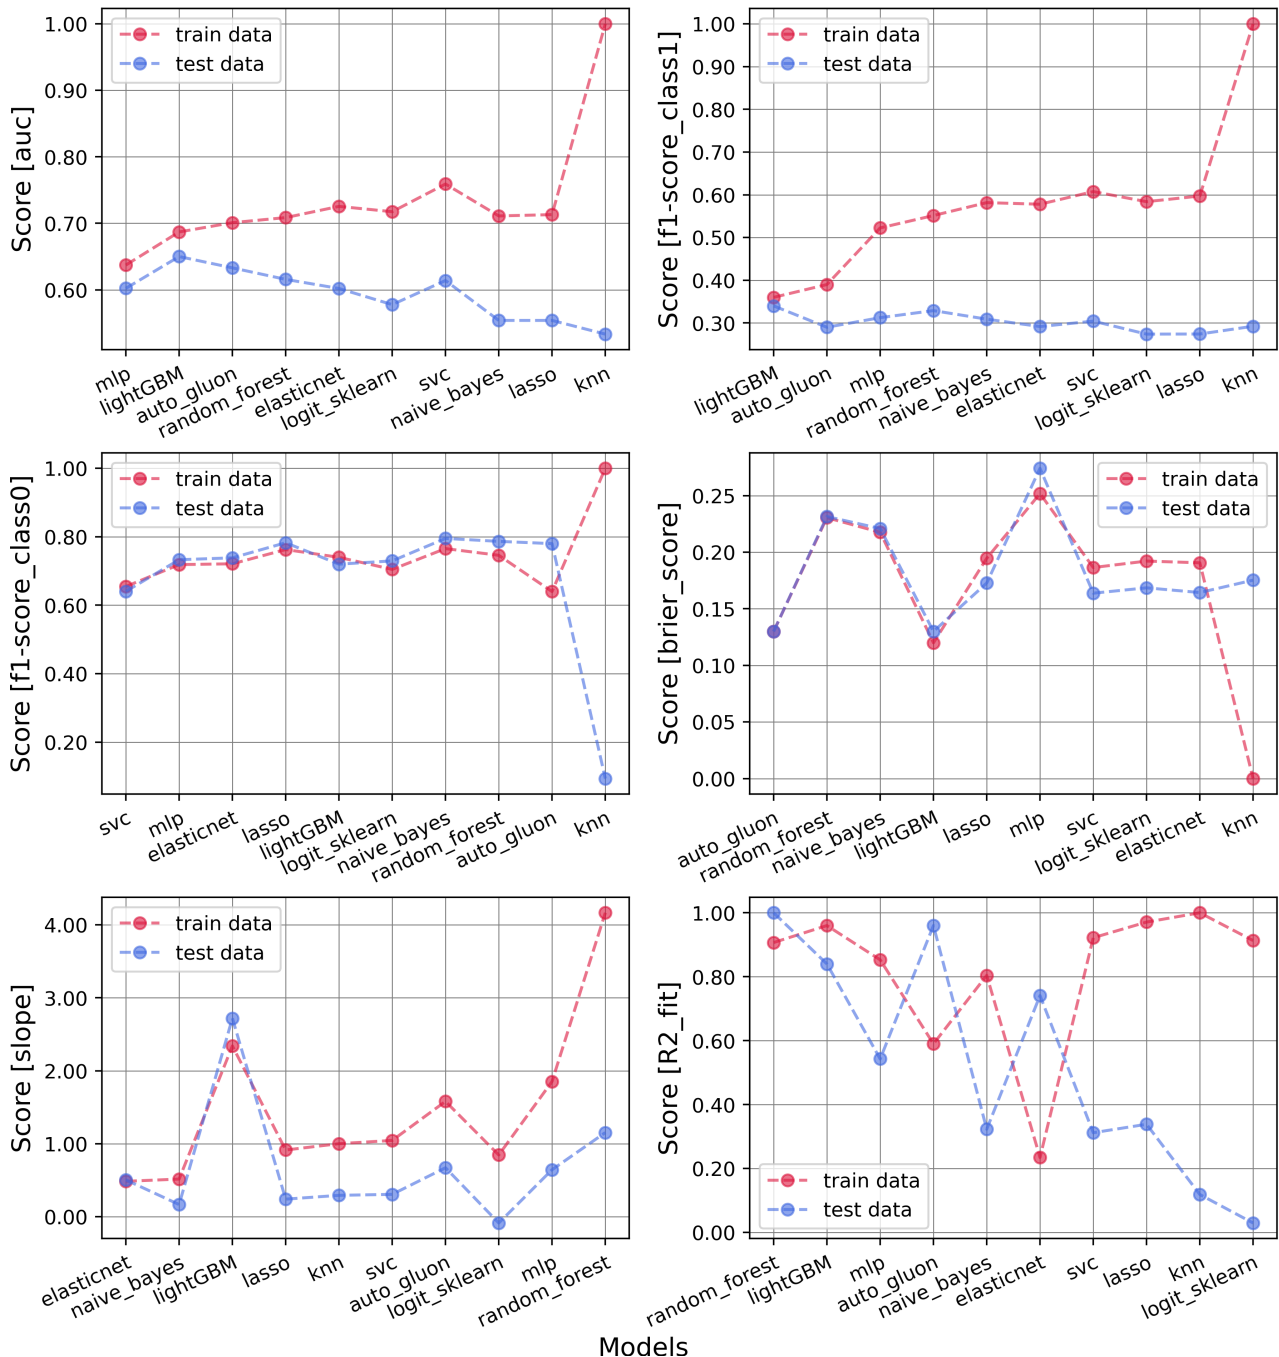 Score [auc]
1.00
0.90
0.80
0.70
0.60
train data
test data
mlp
lightGBM
auto_gluon
random_forest
elasticnet
logit_sklearn
svc
naive_bayes
lasso
knn
Score [f1-score_class1]
1.00
0.90
0.80
0.70
0.60
0.50
0.40
0.30
train data
test data
lightGBM
auto_gluon
mlp
random_forest
naive_bayes
elasticnet
svc
logit_sklearn
lasso
knn
Score [f1-score_class0]
1.00
0.80
0.60
0.40
0.20
train data
test data
svc
mlp
elasticnet
lasso
lightGBM
logit_sklearn
naive_bayes
random_forest
auto_gluon
knn
Score [brier_score]
0.25
0.20
0.15
0.10
0.05
0.00
train data
test data
auto_gluon
random_forest
naive_bayes
lightGBM
lasso
mlp
svc
logit_sklearn
elasticnet
knn
Score [slope]
4.00
3.00
2.00
1.00
0.00
train data
test data
elasticnet
naive_bayes
lightGBM
lasso
knn
svc
auto_gluon
logit_sklearn
mlp
random_forest
Score [R2_fit]
1.00
0.80
0.60
0.40
0.20
0.00
train data
test data
random_forest
lightGBM
mlp
auto_gluon
naive_bayes
elasticnet
svc
lasso
knn
logit_sklearn
Models